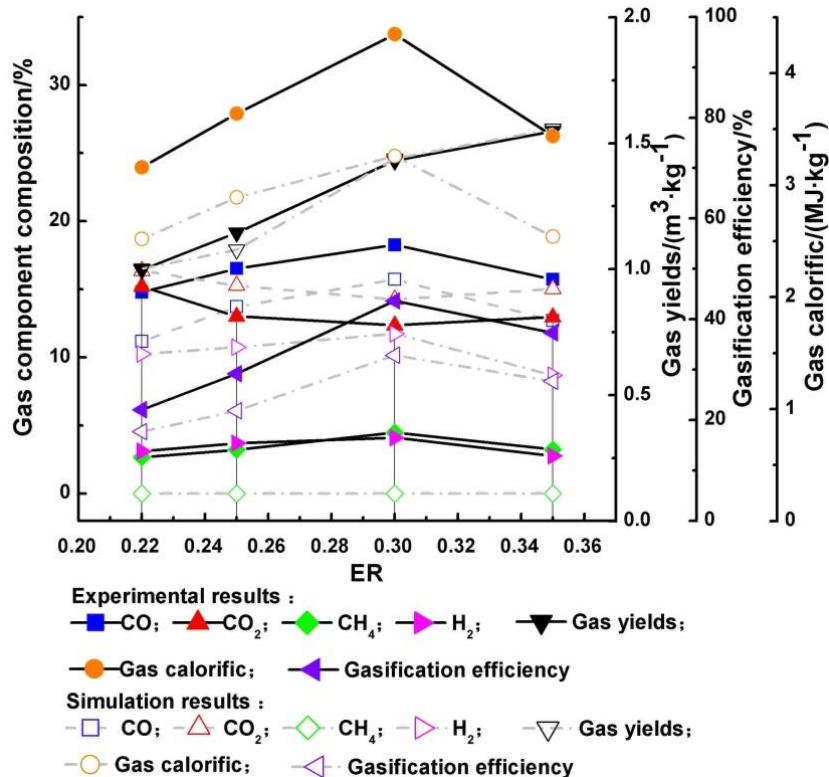 Gas component composition/%
30
20
10
0
0.20 0.22 0.24 0.26 0.28 0.30 0.32 0.34 0.36
ER
2.0
1.5
1.0
0.5
0.0
Gas yields/(m³·kg⁻¹)
100
80
60
40
20
0
Gasification efficiency/%
4
3
2
1
0
Gas calorific/(MJ·kg⁻¹)
Experimental results :
CO; CO₂; CH₄; H₂; Gas yields;
Gas calorific; Gasification efficiency
Simulation results :
CO; CO₂; CH₄; H₂; Gas yields;
Gas calorific; Gasification efficiency